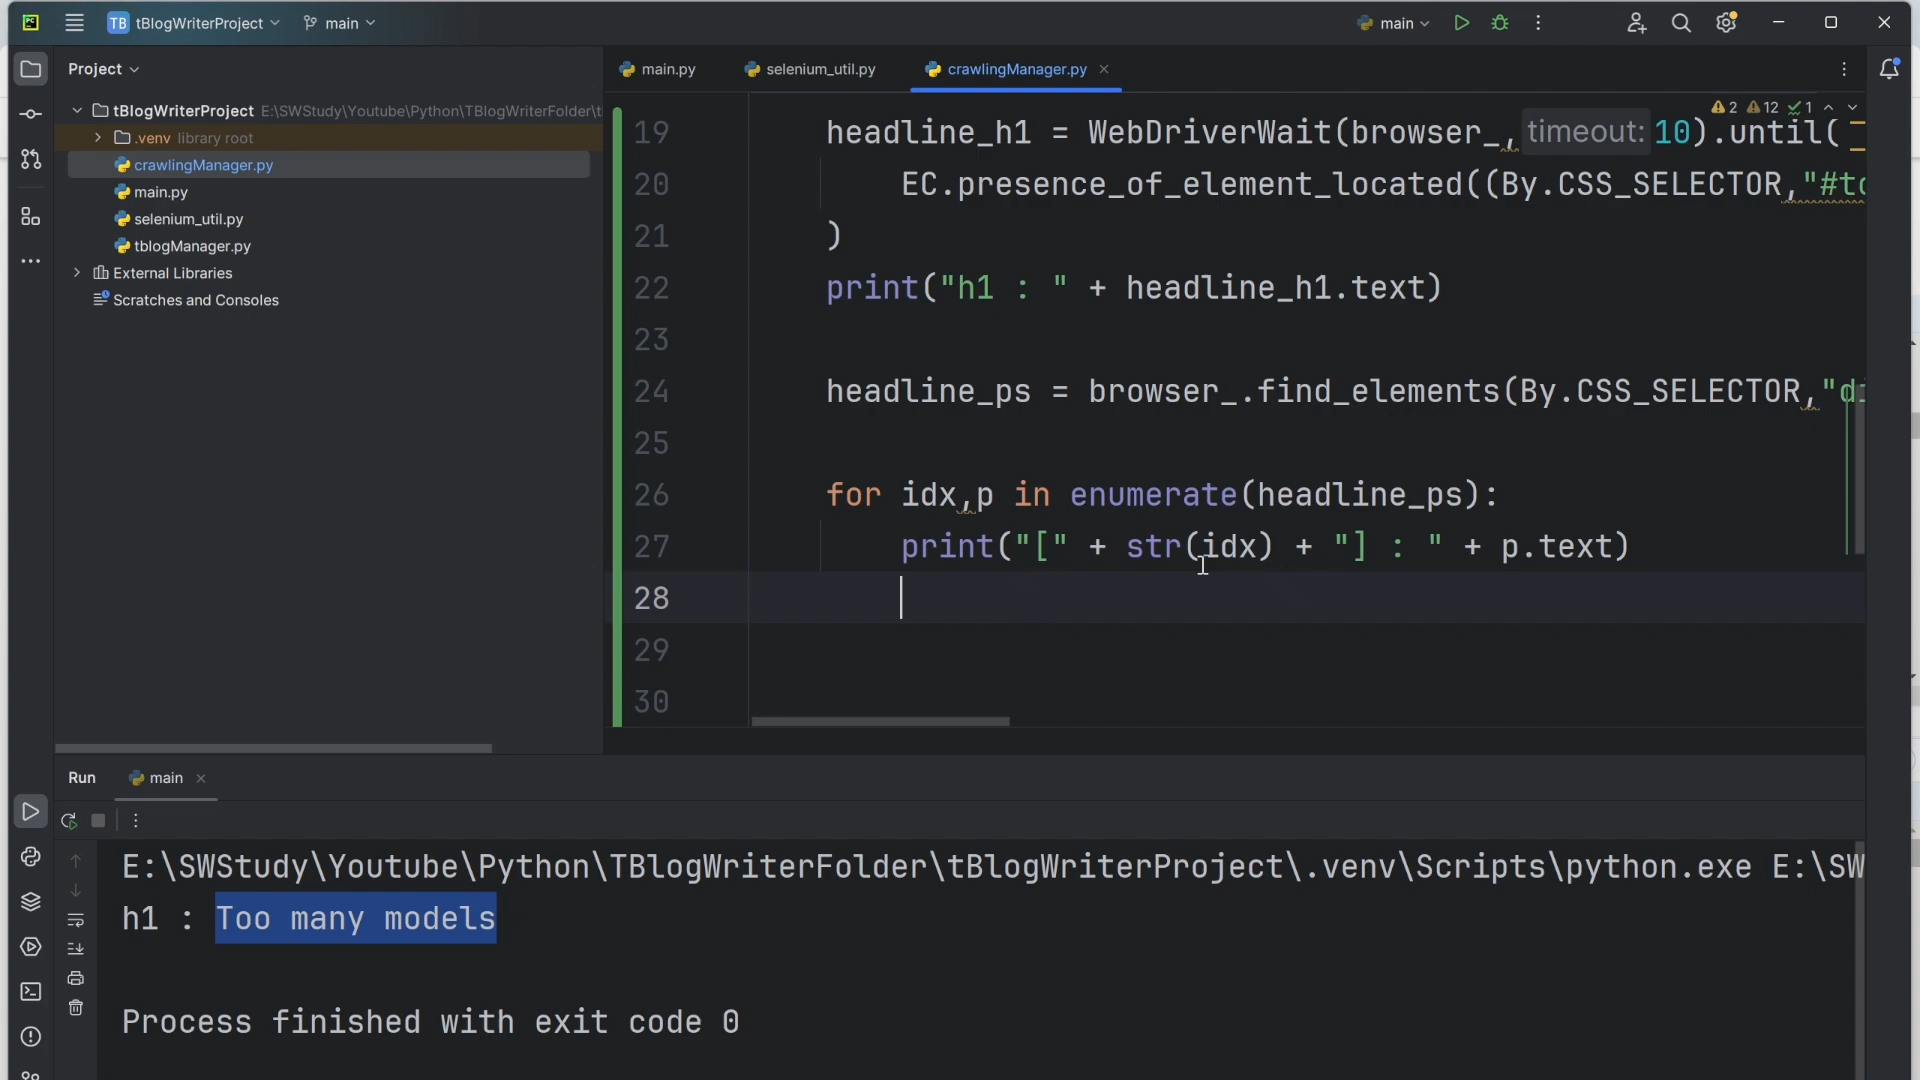 TB tBlogWriterProject main
main
Project
main.py selenium_util.py crawlingManager.py
tBlogWriterProject E:\SWStudy\Youtube\Python\TBlogWriterFolder\t
.venv library root
crawlingManager.py
main.py
selenium_util.py
tblogManager.py
External Libraries
Scratches and Consoles
2 12 1
19 headline_h1 = WebDriverWait(browser_, timeout: 10).until(
20 EC.presence_of_element_located((By.CSS_SELECTOR,"#to
21 )
22 print("h1 : " + headline_h1.text)
23
24 headline_ps = browser_.find_elements(By.CSS_SELECTOR,"di
25
26 for idx,p in enumerate(headline_ps):
27 print("[" + str(idx) + "] : " + p.text)
28
29
30
Run main
E:\SWStudy\Youtube\Python\TBlogWriterFolder\tBlogWriterProject\.venv\Scripts\python.exe E:\SW
h1 : Too many models
Process finished with exit code 0